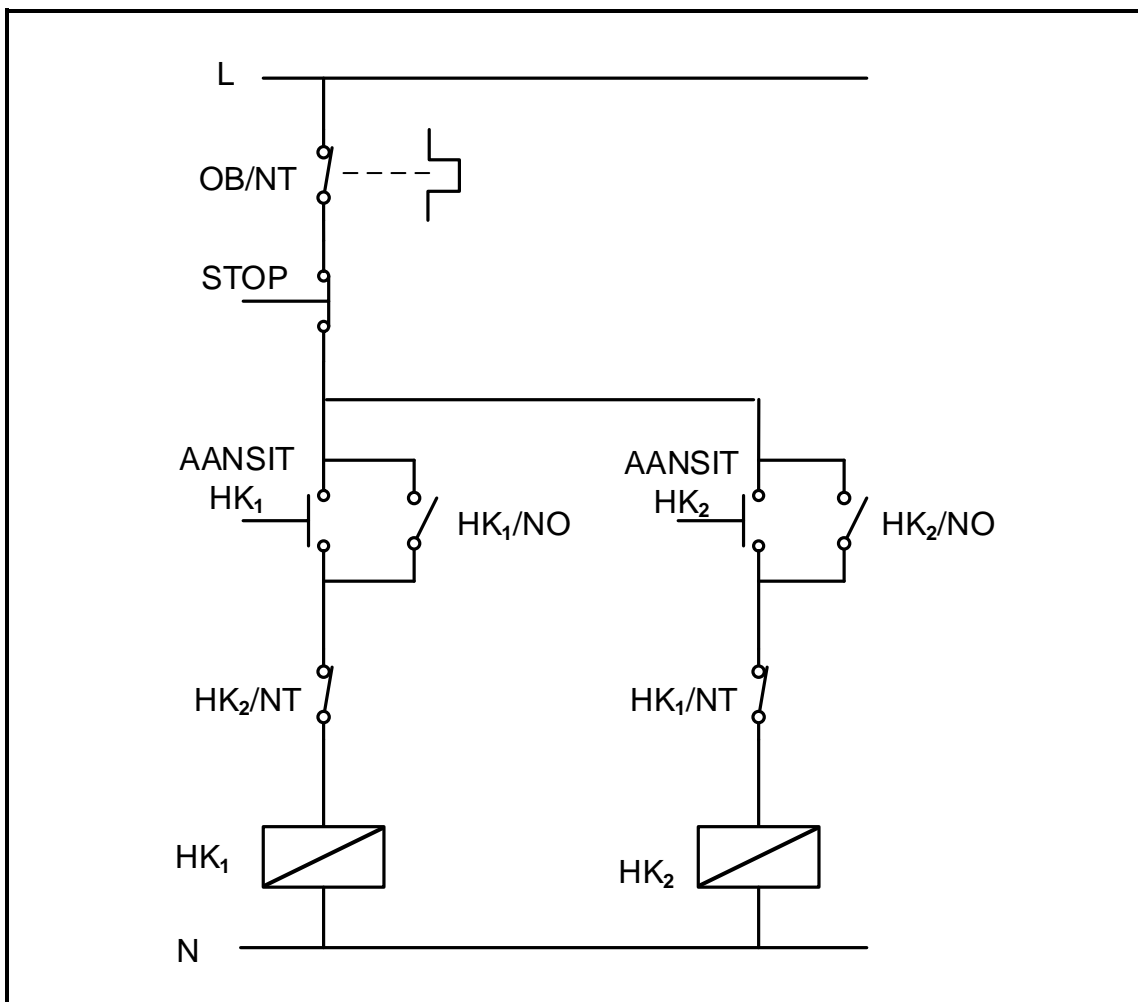 L
OB/NT
STOP
AANSIT
HK₁
HK₁/NO
AANSIT
HK₂
HK₂/NO
HK₂/NT
HK₁/NT
HK₁
HK₂
N